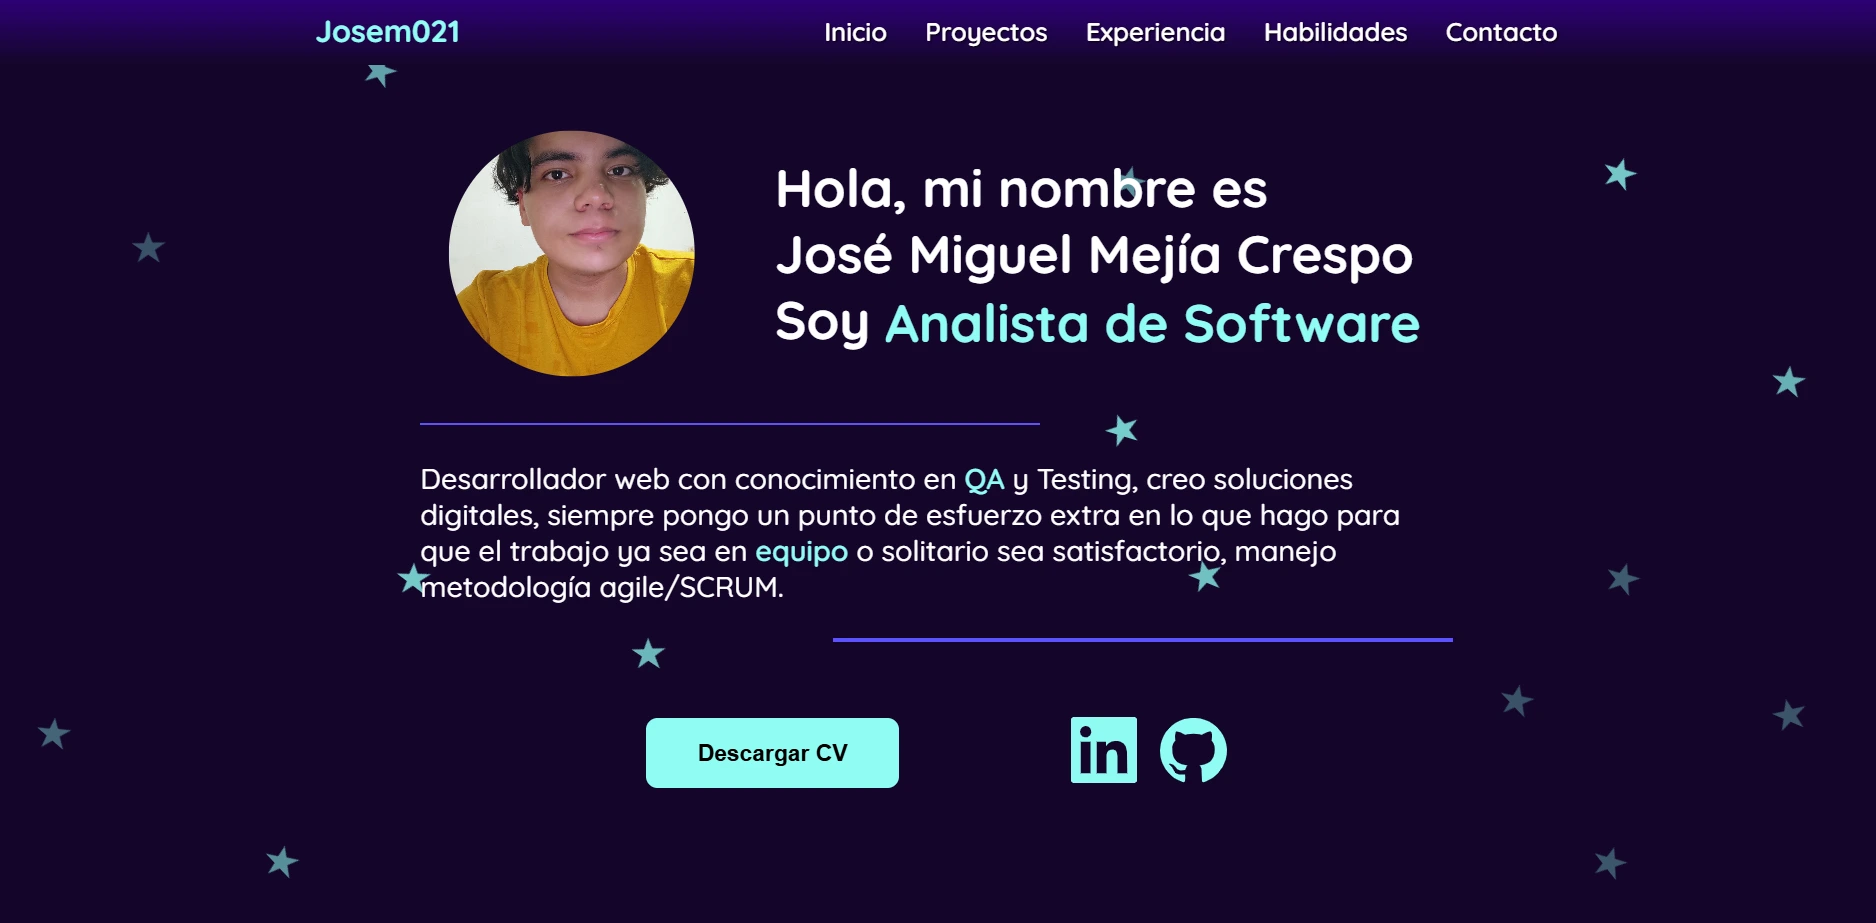 Josem021
Inicio Proyectos Experiencia Habilidades Contacto
Hola, mi nombre es
José Miguel Mejía Crespo
Soy Analista de Software
Desarrollador web con conocimiento en QA y Testing, creo soluciones
digitales, siempre pongo un punto de esfuerzo extra en lo que hago para
que el trabajo ya sea en equipo o solitario sea satisfactorio, manejo
metodología agile/SCRUM.
Descargar CV
in